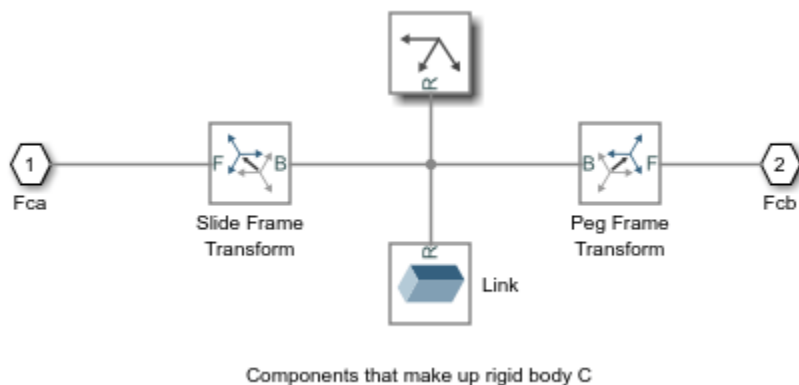 R
1
F
B
B
F
2
Fca
Slide Frame
Transform
Peg Frame
Transform
Fcb
R
Link
Components that make up rigid body C